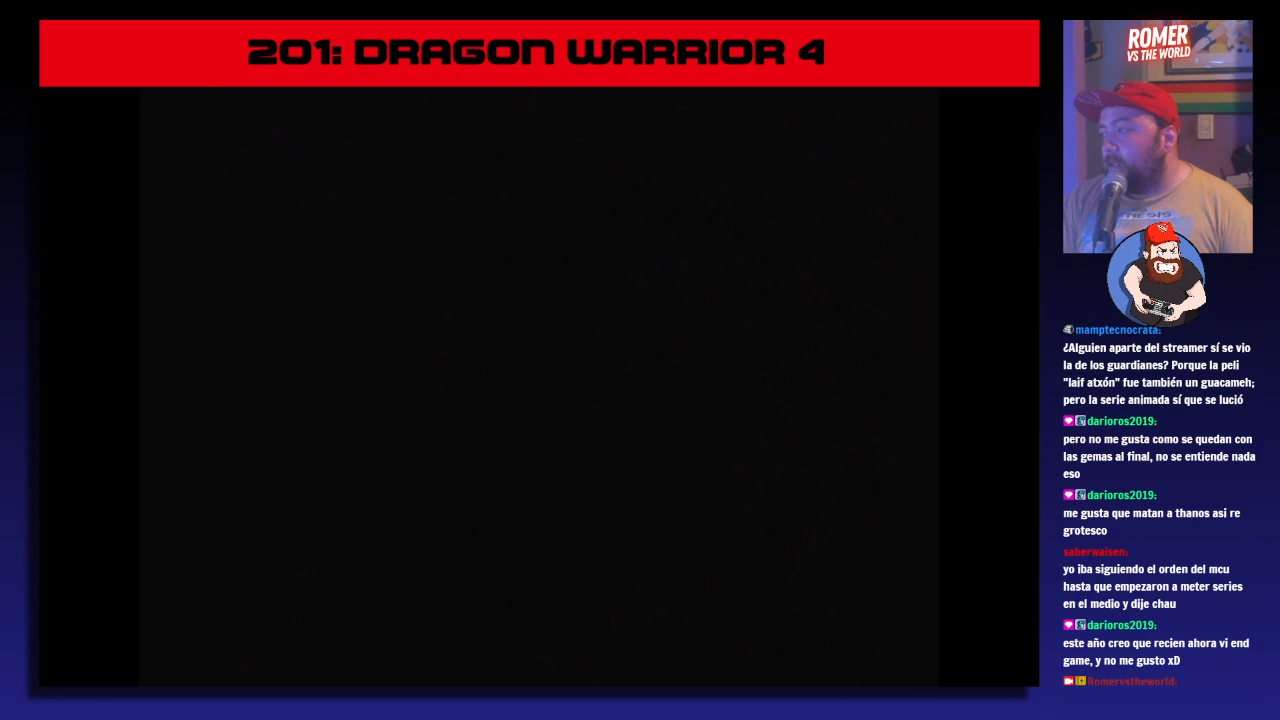 201: DRAGON WARRIOR 4
ROMER
VS THE WORLD
mamptecnocrata:
¿Alguien aparte del streamer sí se vio
la de los guardianes? Porque la peli
"laif atxón" fue también un guacameh;
pero la serie animada sí que se lució
darioros2019:
pero no me gusta como se quedan con
las gemas al final, no se entiende nada
eso
darioros2019:
me gusta que matan a thanos asi re
grotesco
saberwaisen:
yo iba siguiendo el orden del mcu
hasta que empezaron a meter series
en el medio y dije chau
darioros2019:
este año creo que recien ahora vi end
game, y no me gusto xD
Romervstheworld: